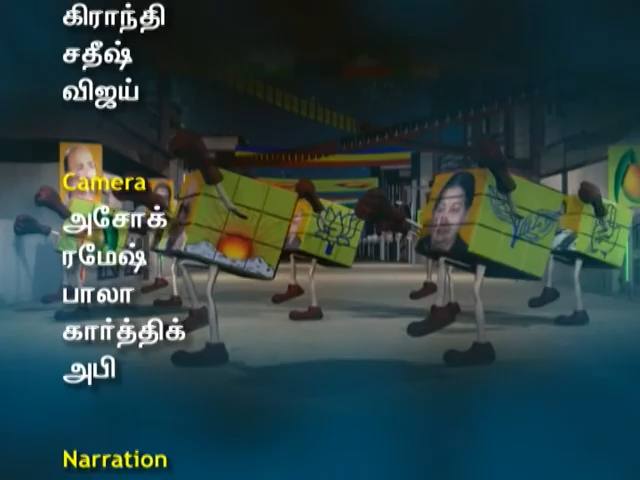 கிராந்தி
சதீஷ்
விஜய்
Camera
அசோக்
ரமேஷ்
பாலா
கார்த்திக்
அபி
Narration